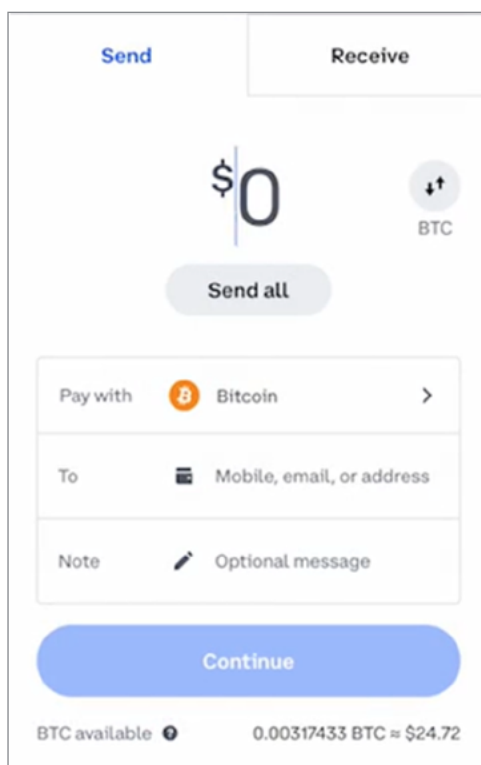 Send Receive
$0
BTC
Send all
Pay with Bitcoin
To Mobile, email, or address
Note Optional message
Continue
BTC available 0.00317433 BTC ≈ $24.72